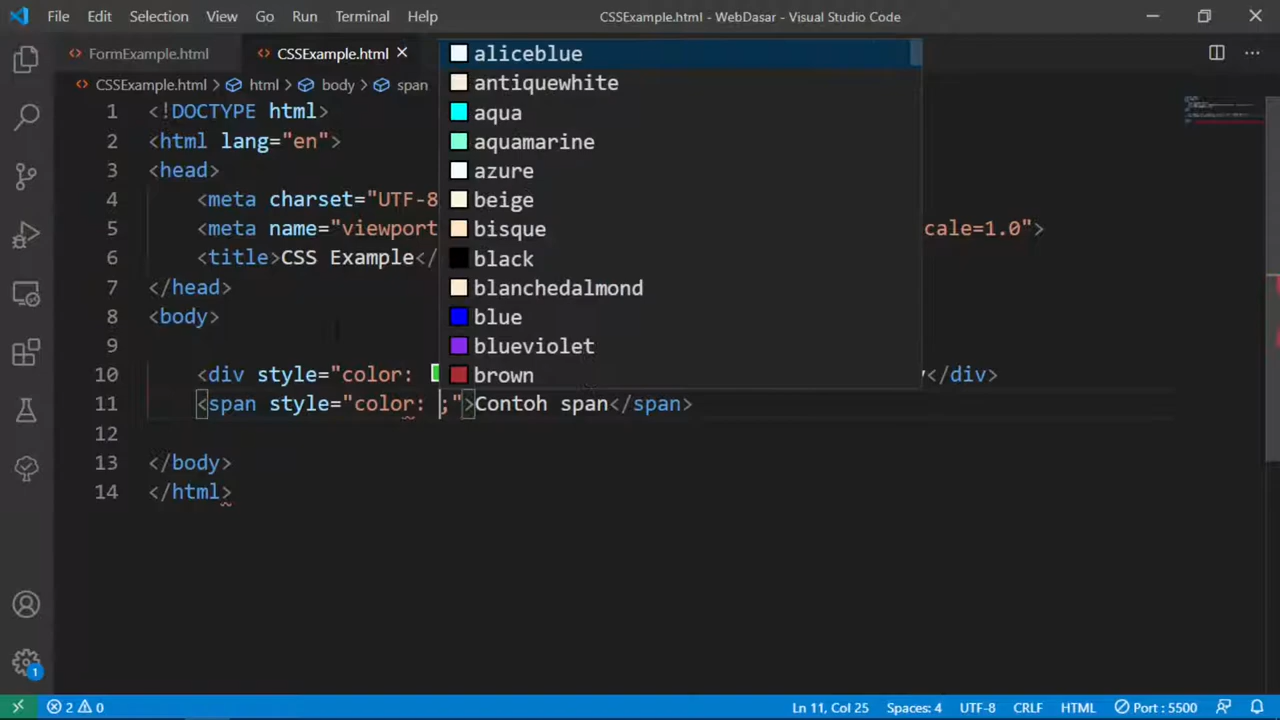 File Edit Selection View Go Run Terminal Help CSSExample.html - WebDasar - Visual Studio Code
FormExample.html CSSExample.html
CSSExample.html > html > body > span
1 <!DOCTYPE html>
2 <html lang="en">
3 <head>
4 <meta charset="UTF-8
5 <meta name="viewport cale=1.0">
6 <title>CSS Example</
7 </head>
8 <body>
9
10 <div style="color: </div>
11 <span style="color: ;">Contoh span</span>
12
13 </body>
14 </html>
aliceblue
antiquewhite
aqua
aquamarine
azure
beige
bisque
black
blanchedalmond
blue
blueviolet
brown
1
2 0 Ln 11, Col 25 Spaces: 4 UTF-8 CRLF HTML Port : 5500